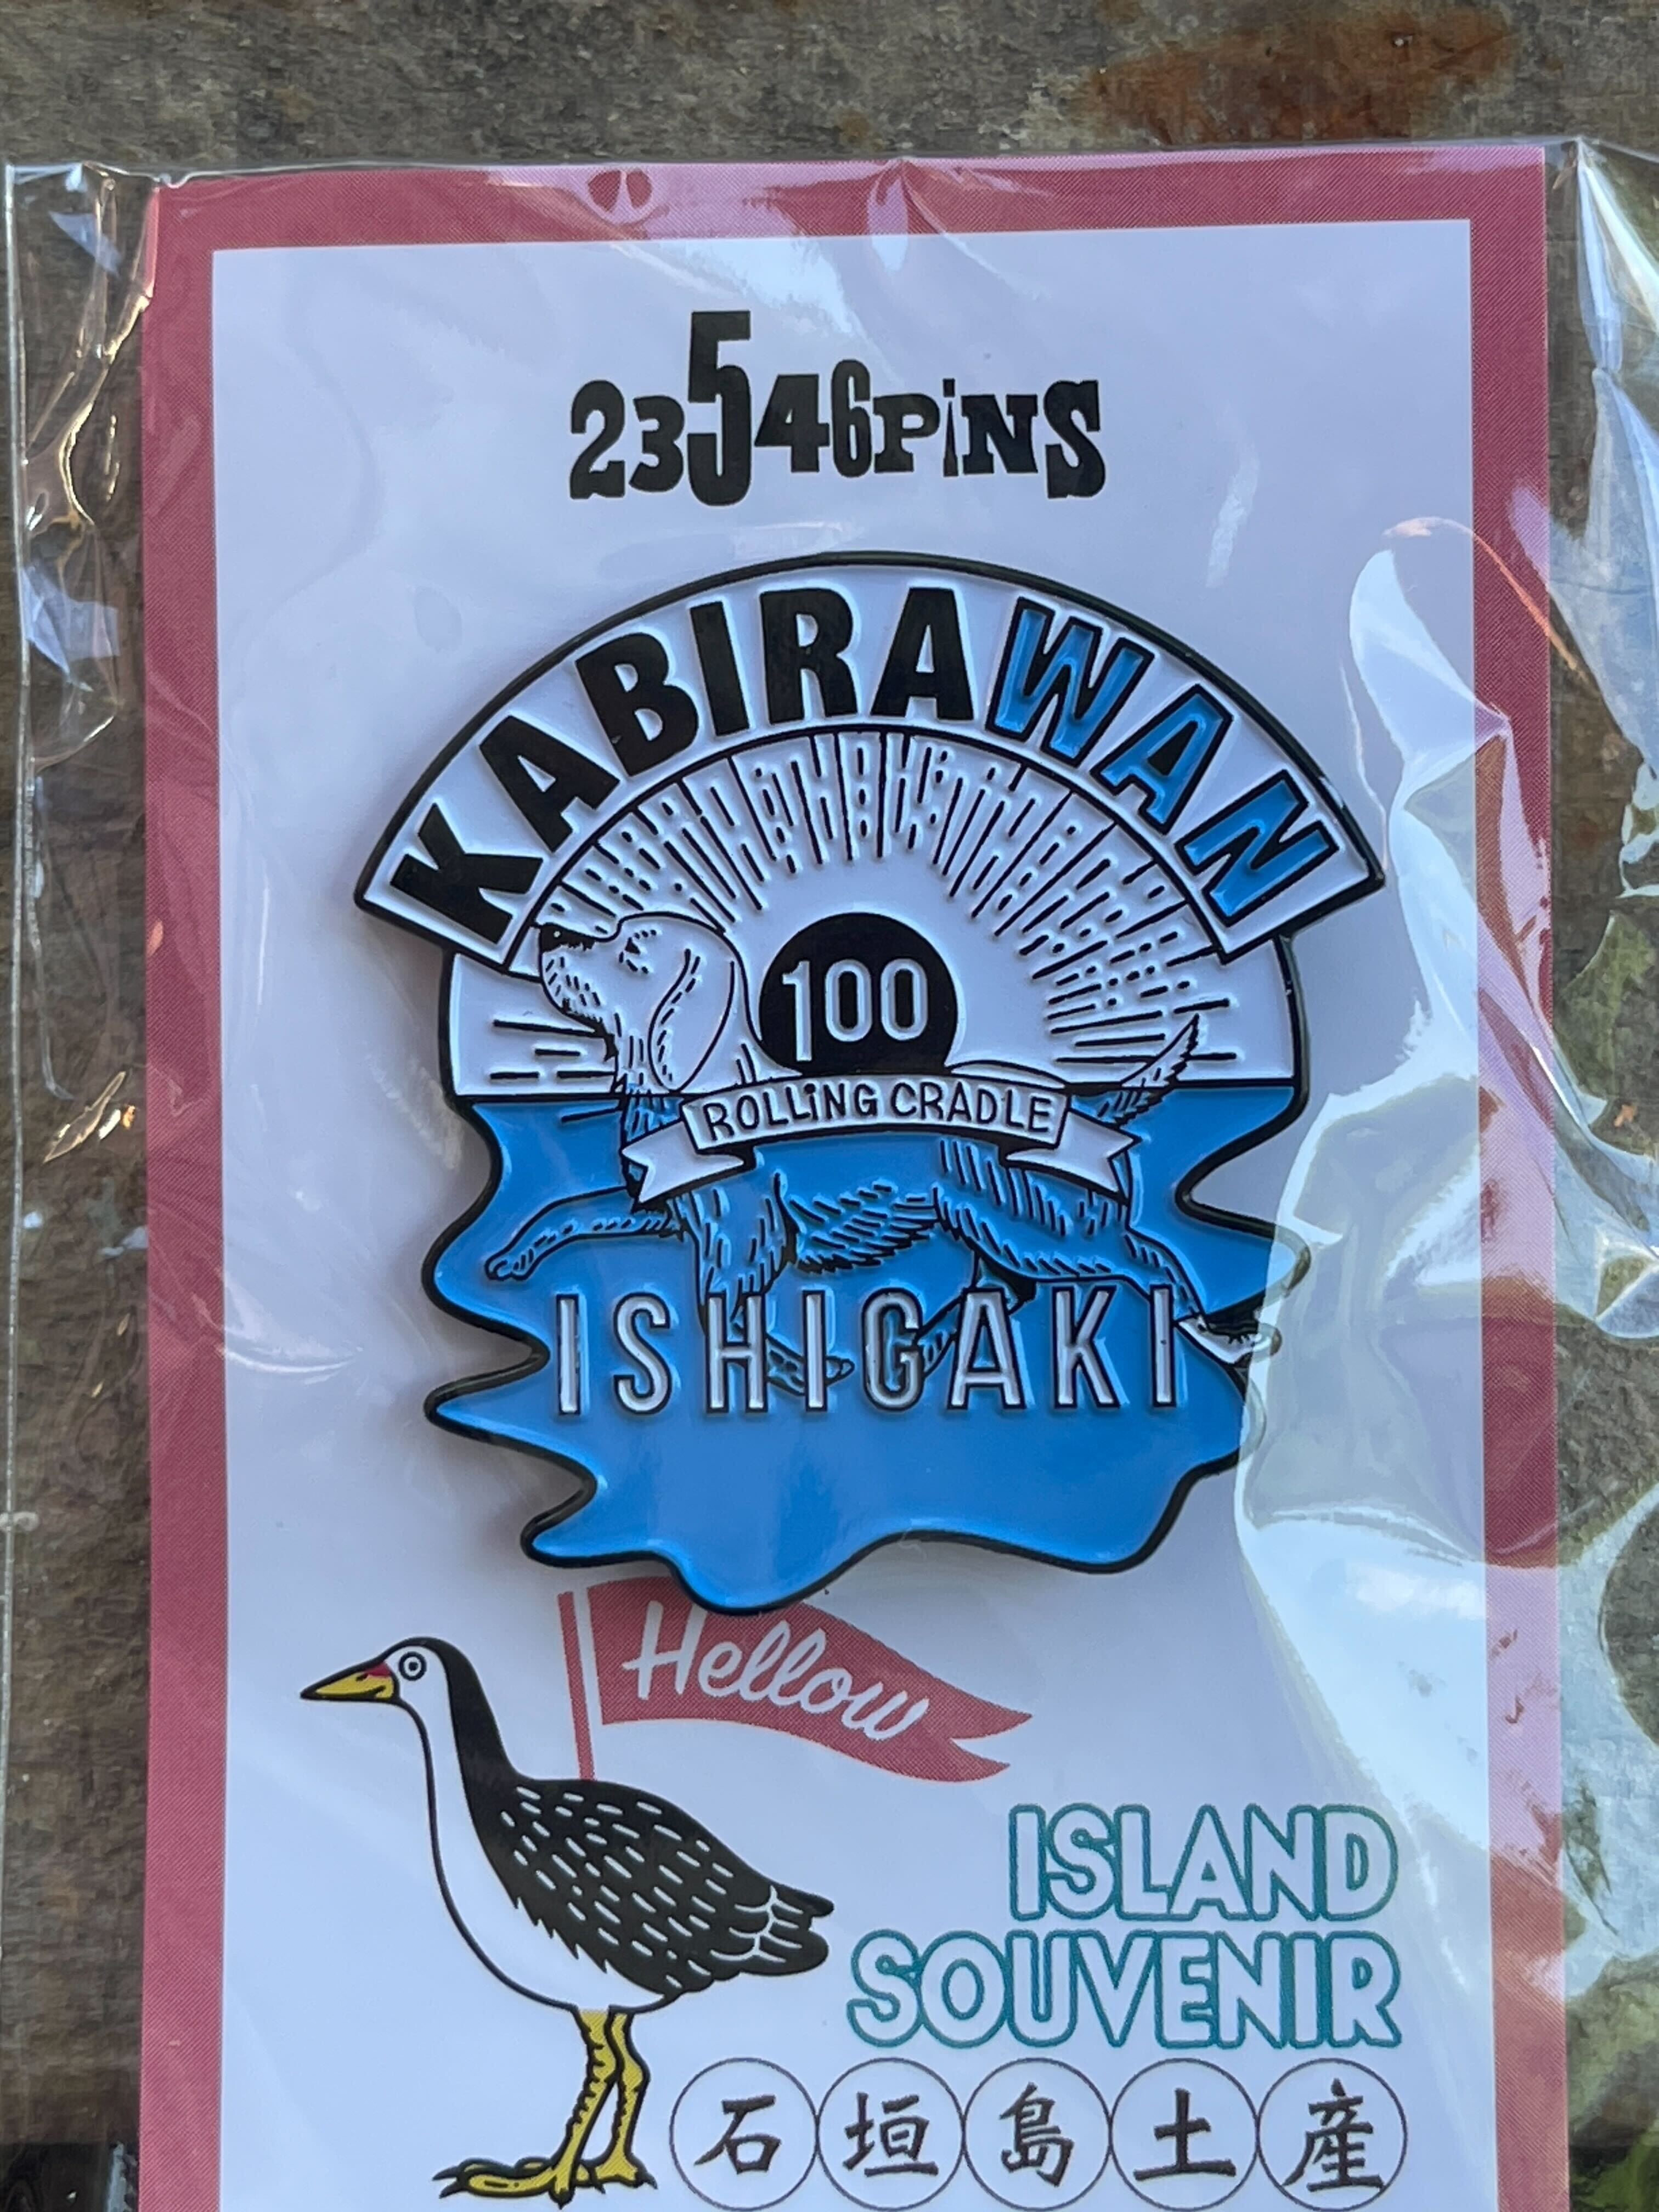 23546PiNS
KABIRAWAN
100
ROLLiNG CRADLE
ISHIGAKI
Hellow
ISLAND
SOUVENIR
石垣島土産